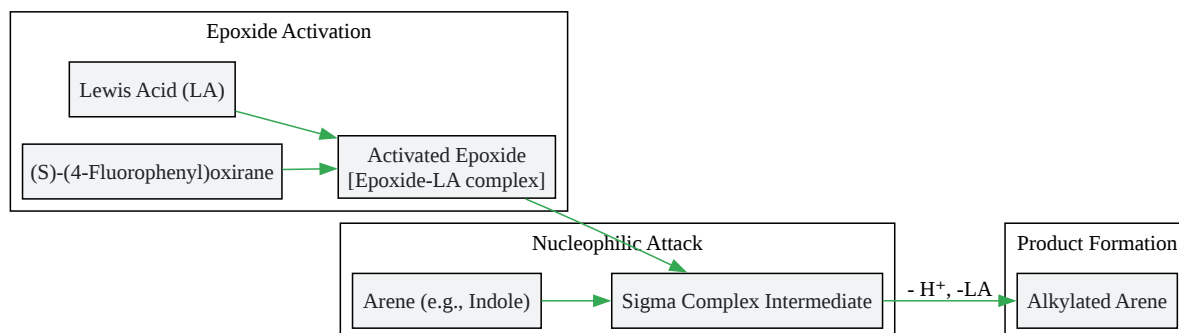 Epoxide Activation
Lewis Acid (LA)
(S)-(4-Fluorophenyl)oxirane
Activated Epoxide
[Epoxide-LA complex]
Nucleophilic Attack
Arene (e.g., Indole)
Sigma Complex Intermediate
- H⁺, -LA
Product Formation
Alkylated Arene